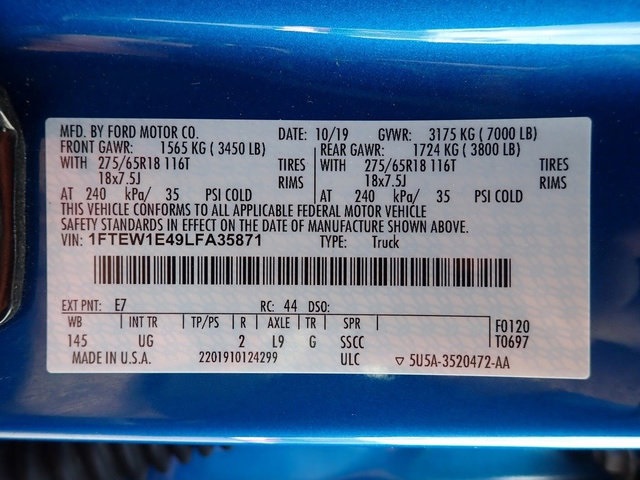 MFD. BY FORD MOTOR CO. DATE: 10/19 GVWR: 3175 KG ( 7000 LB)
FRONT GAWR: 1565 KG ( 3450 LB) REAR GAWR: 1724 KG ( 3800 LB)
WITH 275/65R18 116T TIRES WITH 275/65R18 116T TIRES
18x7.5J RIMS 18x7.5J RIMS
AT 240 kPa/ 35 PSI COLD AT 240 kPa/ 35 PSI COLD
THIS VEHICLE CONFORMS TO ALL APPLICABLE FEDERAL MOTOR VEHICLE
SAFETY STANDARDS IN EFFECT ON THE DATE OF MANUFACTURE SHOWN ABOVE.
VIN: 1FTEW1E49LFA35871 TYPE: Truck
EXT PNT: E7 RC: 44 DSO:
WB INT TR TP/PS R AXLE TR SPR F0120
145 UG 2 L9 G SSCC T0697
MADE IN U.S.A. 2201910124299 ULC ▽ 5U5A-3520472-AA